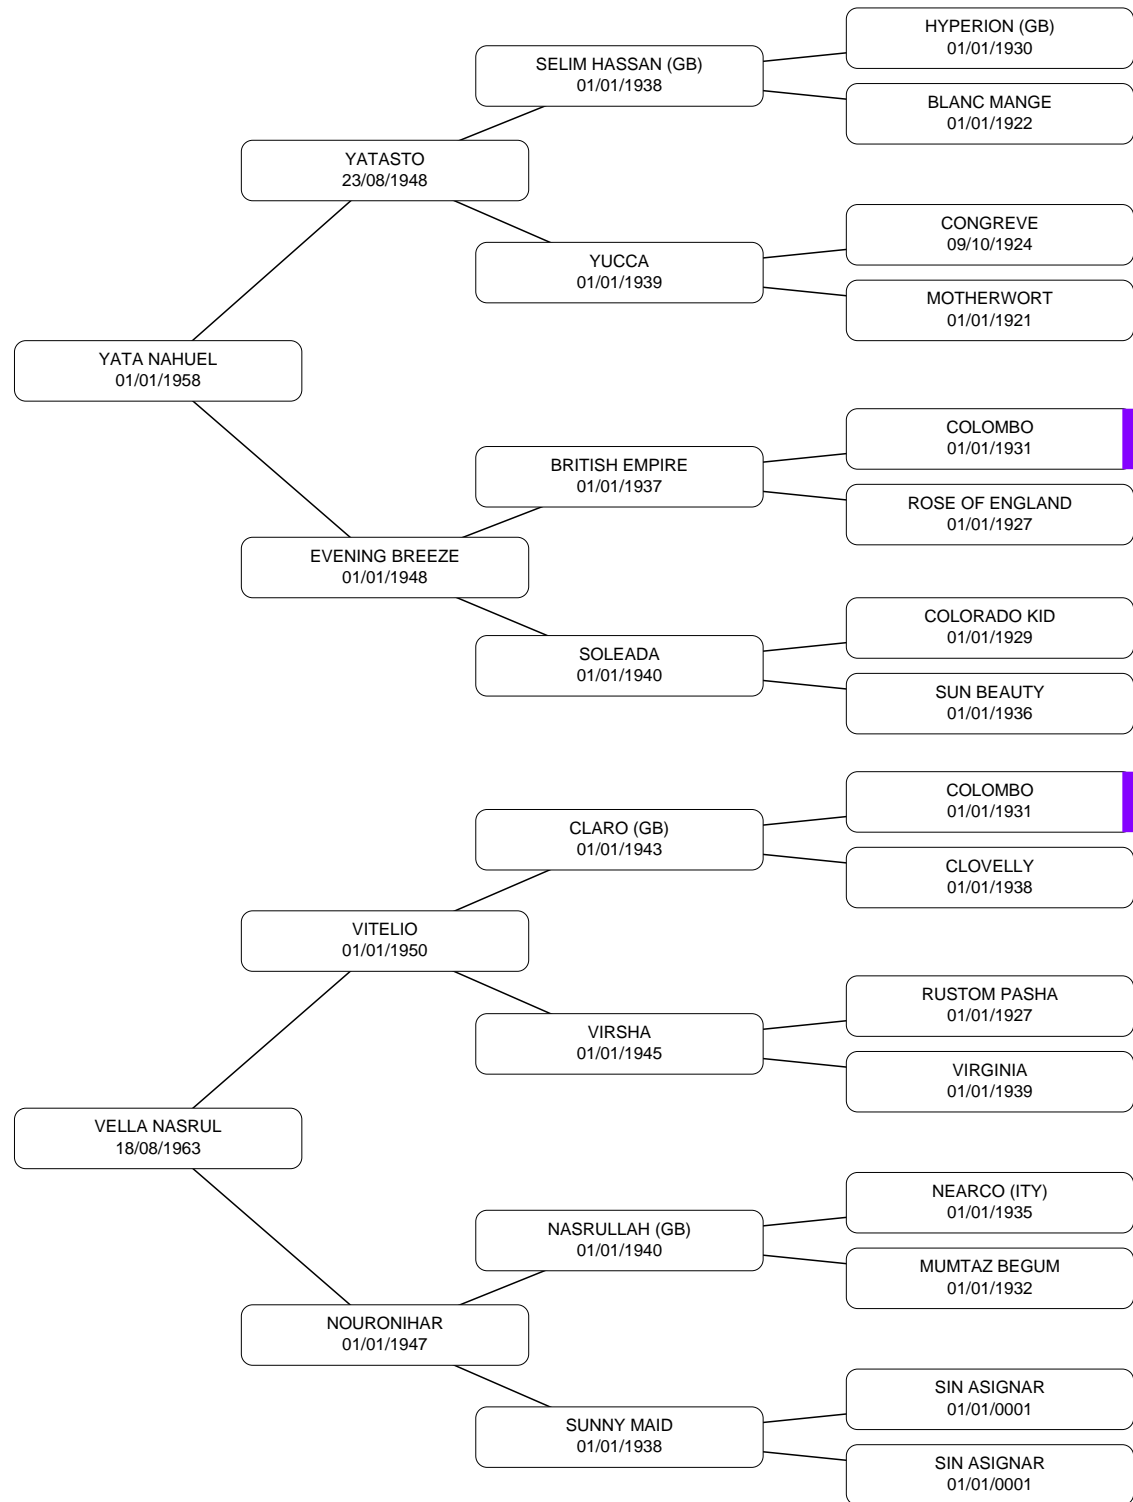 HYPERION (GB)
01/01/1930
SELIM HASSAN (GB)
01/01/1938
BLANC MANGE
01/01/1922
YATASTO
23/08/1948
CONGREVE
09/10/1924
YUCCA
01/01/1939
MOTHERWORT
01/01/1921
YATA NAHUEL
01/01/1958
COLOMBO
01/01/1931
BRITISH EMPIRE
01/01/1937
ROSE OF ENGLAND
01/01/1927
EVENING BREEZE
01/01/1948
COLORADO KID
01/01/1929
SOLEADA
01/01/1940
SUN BEAUTY
01/01/1936
COLOMBO
01/01/1931
CLARO (GB)
01/01/1943
CLOVELLY
01/01/1938
VITELIO
01/01/1950
RUSTOM PASHA
01/01/1927
VIRSHA
01/01/1945
VIRGINIA
01/01/1939
VELLA NASRUL
18/08/1963
NEARCO (ITY)
01/01/1935
NASRULLAH (GB)
01/01/1940
MUMTAZ BEGUM
01/01/1932
NOURONIHAR
01/01/1947
SIN ASIGNAR
01/01/0001
SUNNY MAID
01/01/1938
SIN ASIGNAR
01/01/0001